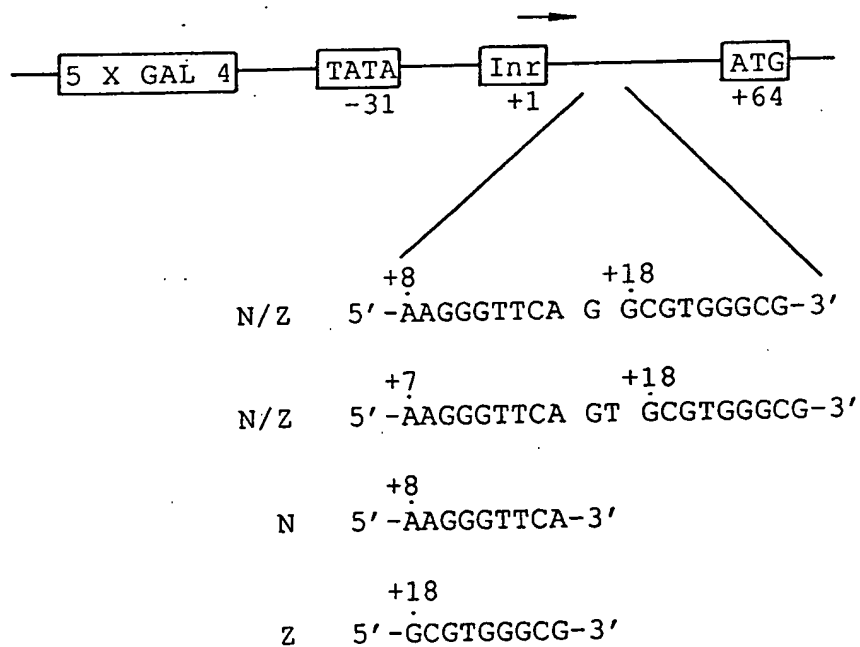 5 X GAL 4 TATA Inr ATG
-31 +1 +64
+8 +18
N/Z 5'-AAGGGTTCA G GCGTGGGCG-3'
+7 +18
N/Z 5'-AAGGGTTCA GT GCGTGGGCG-3'
+8
N 5'-AAGGGTTCA-3'
+18
Z 5'-GCGTGGGCG-3'